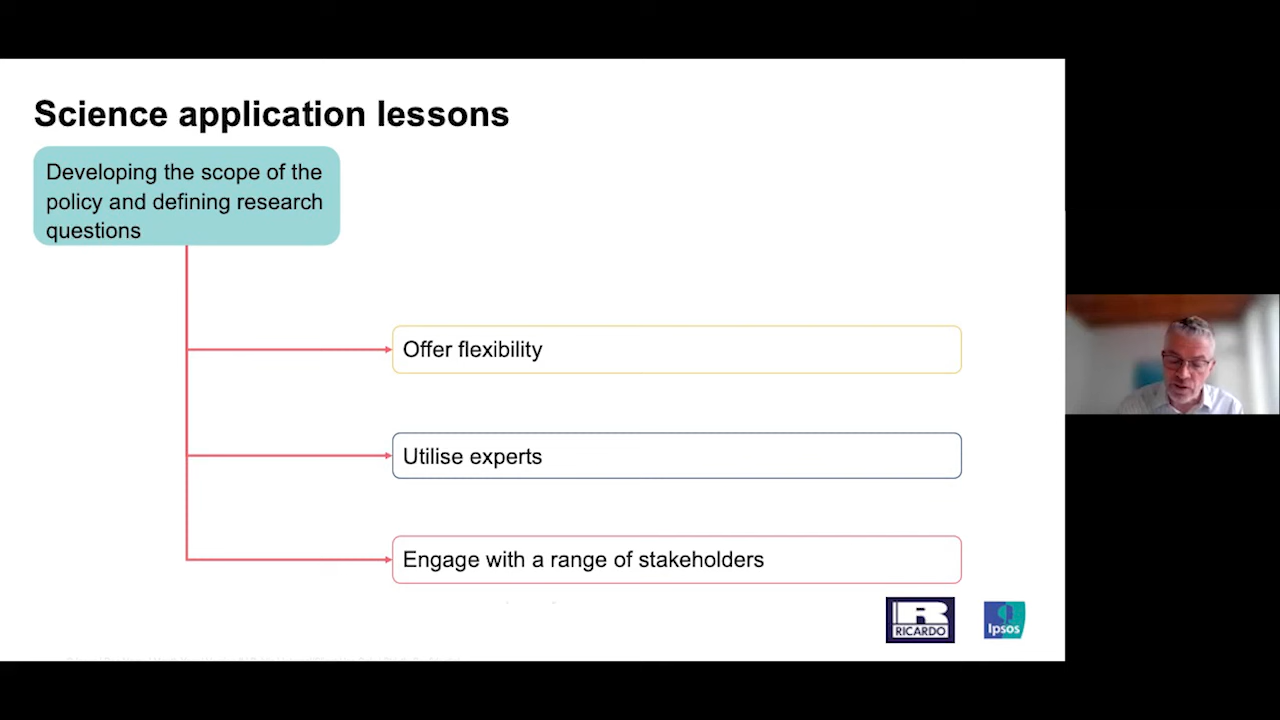 Science application lessons
Developing the scope of the
policy and defining research
questions
Offer flexibility
Utilise experts
Engage with a range of stakeholders
R
RICARDO
Ipsos